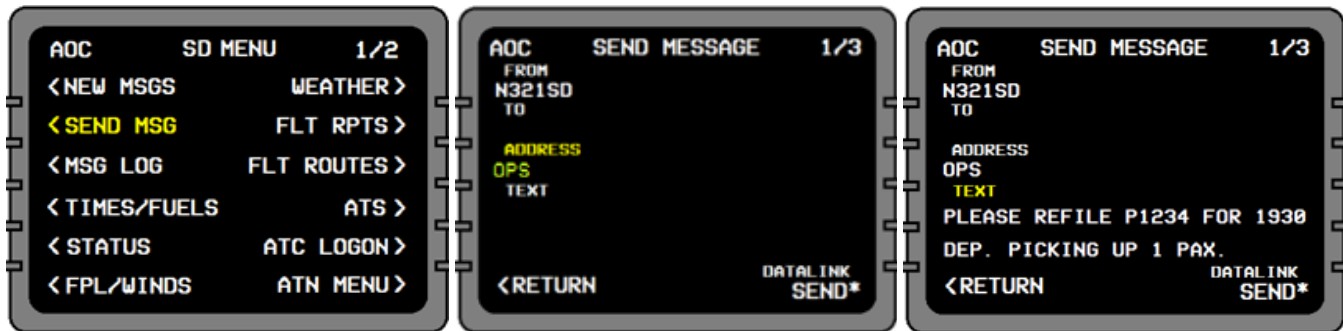 AOC SD MENU 1/2
<NEW MSGS WEATHER>
<SEND MSG FLT RPTS>
<MSG LOG FLT ROUTES>
<TIMES/FUELS ATS>
<STATUS ATC LOGON>
<FPL/WINDS ATN MENU>
AOC SEND MESSAGE 1/3
FROM
N321SD
TO
ADDRESS
OPS
TEXT
DATALINK
<RETURN SEND*
AOC SEND MESSAGE 1/3
FROM
N321SD
TO
ADDRESS
OPS
TEXT
PLEASE REFILE P1234 FOR 1930
DEP. PICKING UP 1 PAX.
DATALINK
<RETURN SEND*